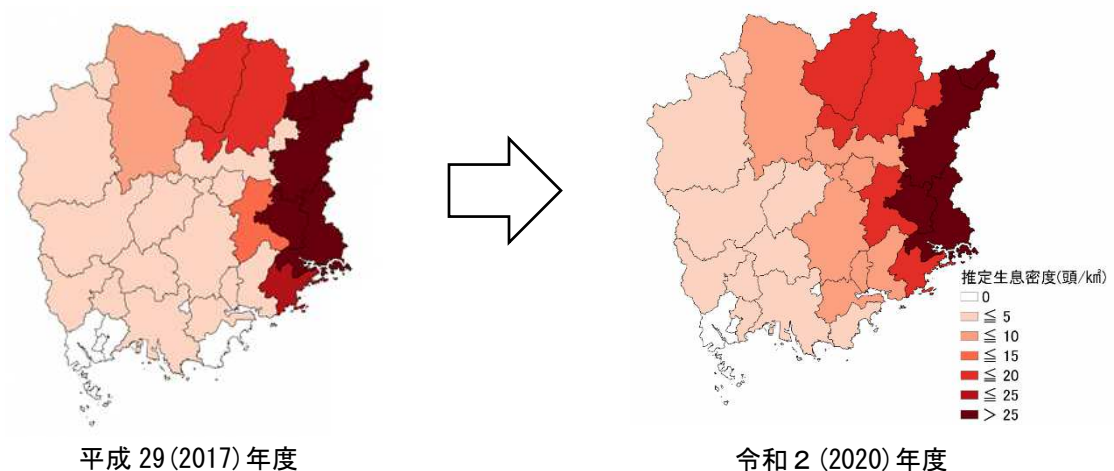 推定生息密度(頭/k㎡)
0
≦ 5
≦ 10
≦ 15
≦ 20
≦ 25
> 25
平成 29(2017)年度
令和２(2020)年度